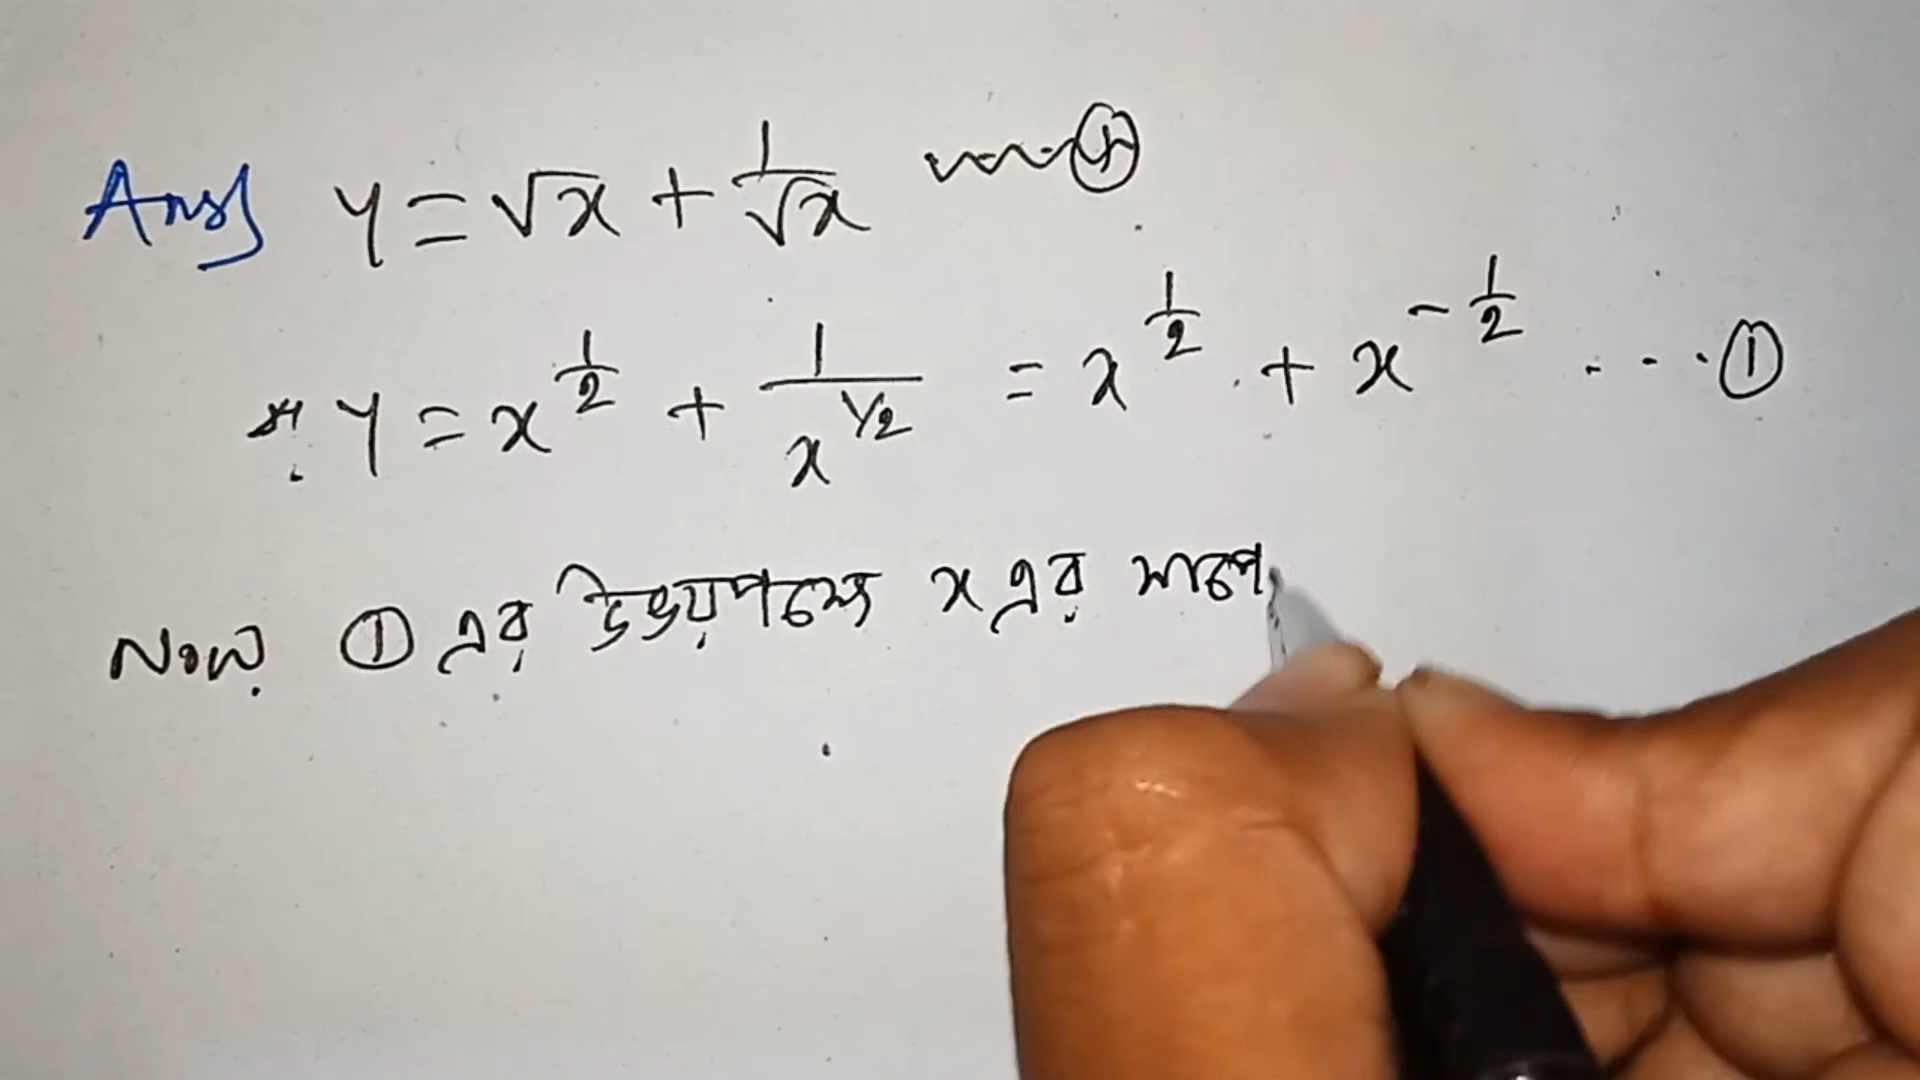 Ans/ y = √x + 1/√x
বা, y = x^{1/2} + 1/x^{1/2} = x^{1/2} + x^{-1/2} ...①
Now, ① এর উভয়পক্ষে x এর সাপে